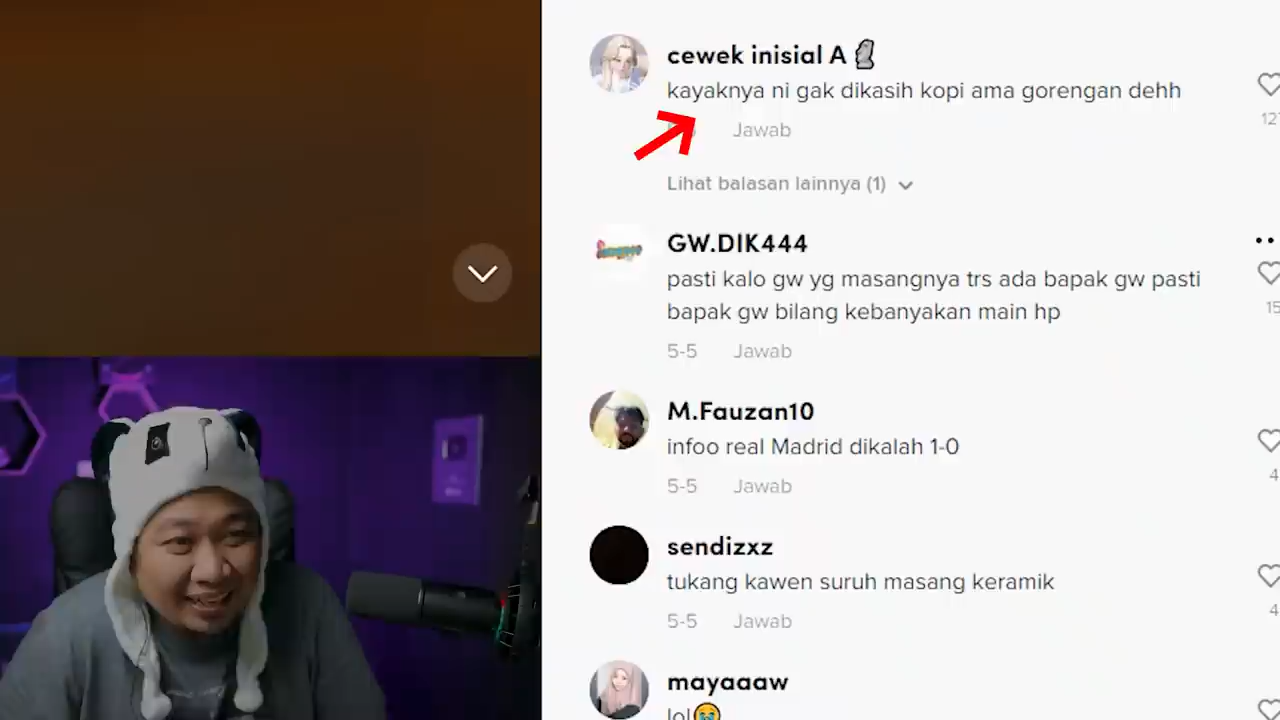 cewek inisial A 🗿
kayaknya ni gak dikasih kopi ama gorengan dehh
Jawab
Lihat balasan lainnya (1)
GW.DIK444
pasti kalo gw yg masangnya trs ada bapak gw pasti
bapak gw bilang kebanyakan main hp
15
5-5 Jawab
M.Fauzan10
infoo real Madrid dikalah 1-0
4
5-5 Jawab
sendizxz
tukang kawen suruh masang keramik
4
5-5 Jawab
mayaaaw
lol😭